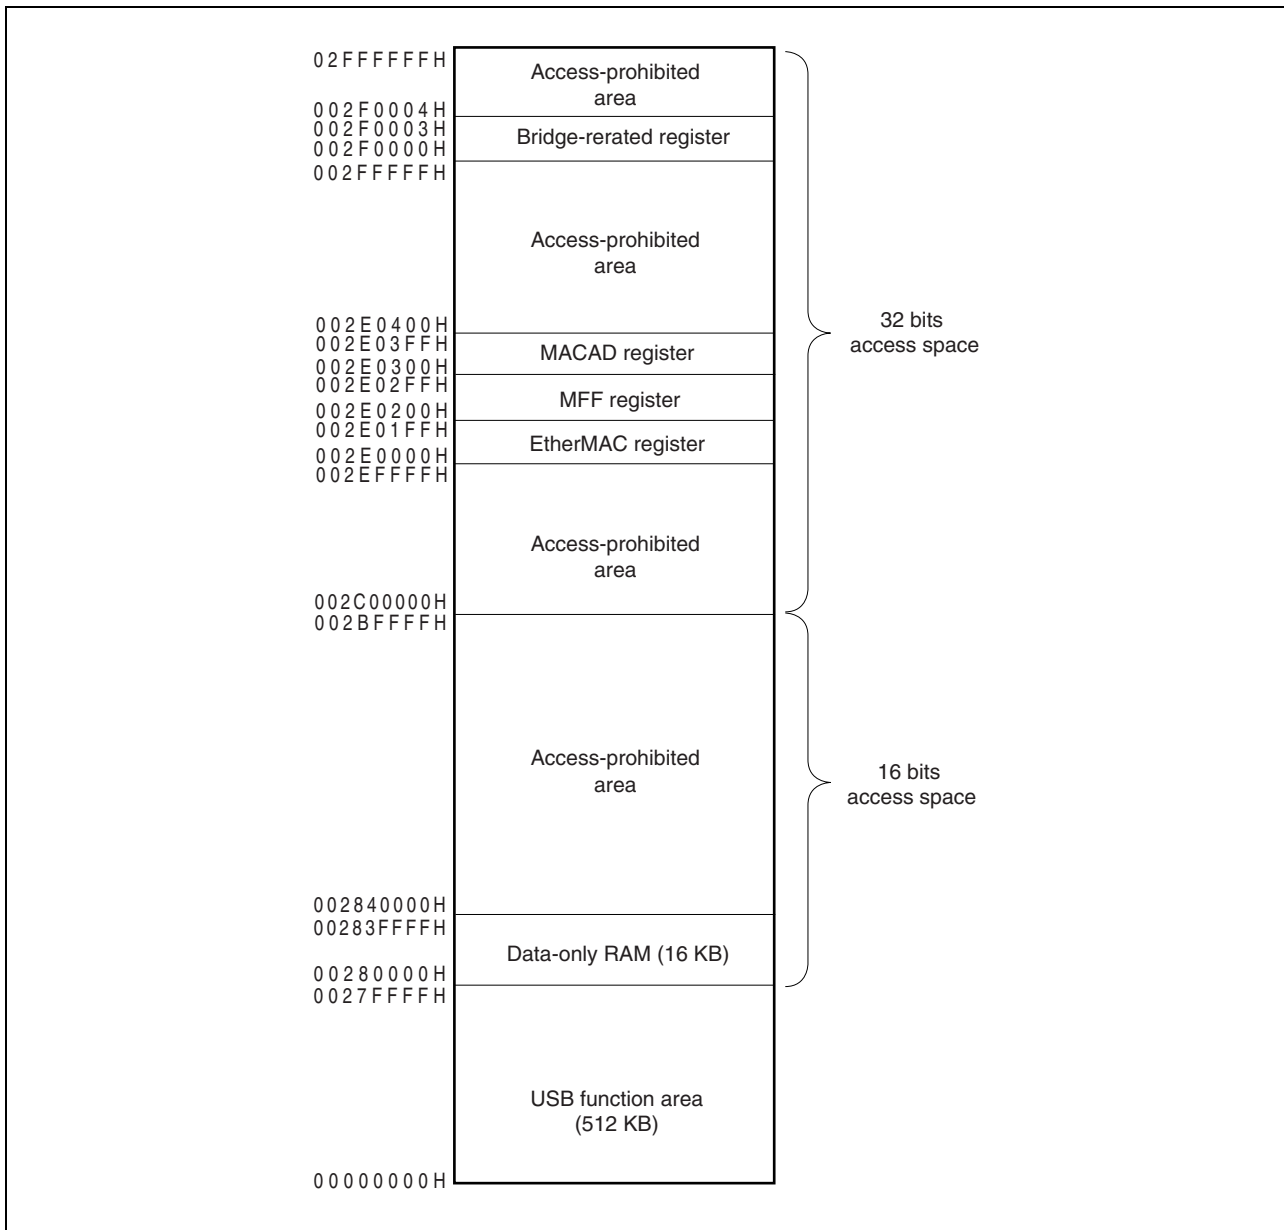 02FFFFFFH
Access-prohibited
area
002F0004H
002F0003H
Bridge-rerated register
002F0000H
002FFFFFH
Access-prohibited
area
32 bits
access space
002E0400H
002E03FFH
MACAD register
002E0300H
002E02FFH
MFF register
002E0200H
002E01FFH
EtherMAC register
002E0000H
002EFFFFH
Access-prohibited
area
002C00000H
002BFFFFH
Access-prohibited
area
16 bits
access space
002840000H
00283FFFFH
Data-only RAM (16 KB)
00280000H
0027FFFFH
USB function area
(512 KB)
00000000H